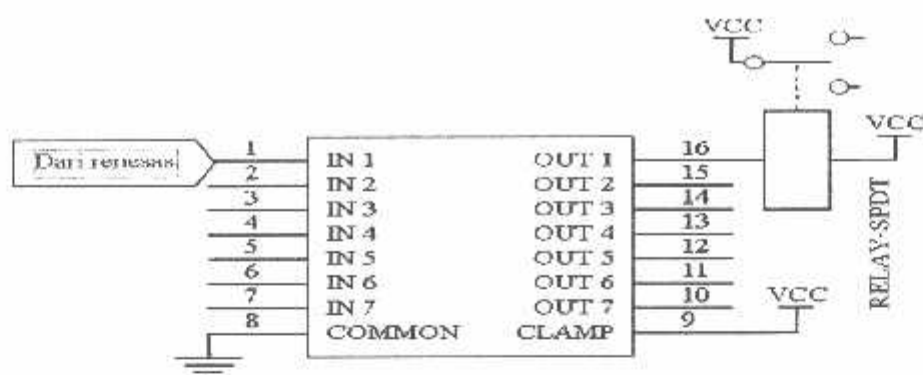 VCC
VCC
Dari renesas
1 IN 1 OUT 1 16
2 IN 2 OUT 2 15
3 IN 3 OUT 3 14
4 IN 4 OUT 4 13
5 IN 5 OUT 5 12
6 IN 6 OUT 6 11
7 IN 7 OUT 7 10
8 COMMON CLAMP 9
VCC
RELAY-SPDT